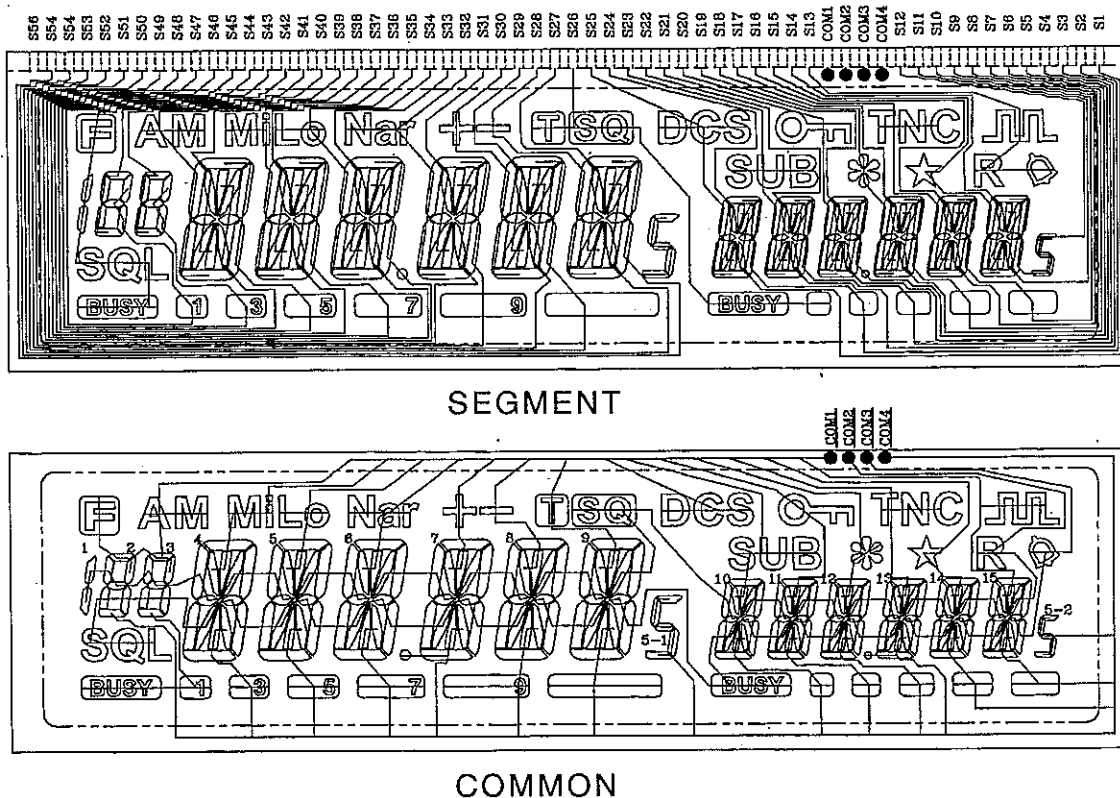 S56 S54 S54 S53 S52 S51 S50 S49 S48 S47 S46 S45 S44 S43 S42 S41 S40 S39 S38 S37 S36 S35 S34 S33 S32 S31 S30 S29 S28 S27 S26 S25 S24 S23 S22 S21 S20 S19 S18 S17 S16 S15 S14 S13 COM1 COM2 COM3 COM4 S12 S11 S10 S9 S8 S7 S6 S5 S4 S3 S2 S1
F AM MiLo Nar +- T SQ DCS TNC
SUB R
SQL
BUSY 1 3 5 7 9 BUSY
SEGMENT
COM1 COM2 COM3 COM4
F AM MiLo Nar +- T SQ DCS TNC
SUB R
1 2 3 4 5 6 7 8 9 10 11 12 13 14 15
SQL 5-1 5-2
BUSY 1 3 5 7 9 BUSY
COMMON